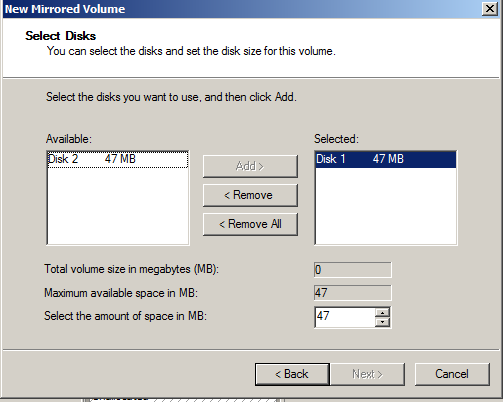 New Mirrored Volume
Select Disks
You can select the disks and set the disk size for this volume.
Select the disks you want to use, and then click Add.
Available:
Selected:
Disk 2 47 MB
Add >
Disk 1 47 MB
< Remove
< Remove All
Total volume size in megabytes (MB): 0
Maximum available space in MB: 47
Select the amount of space in MB: 47
< Back Next > Cancel